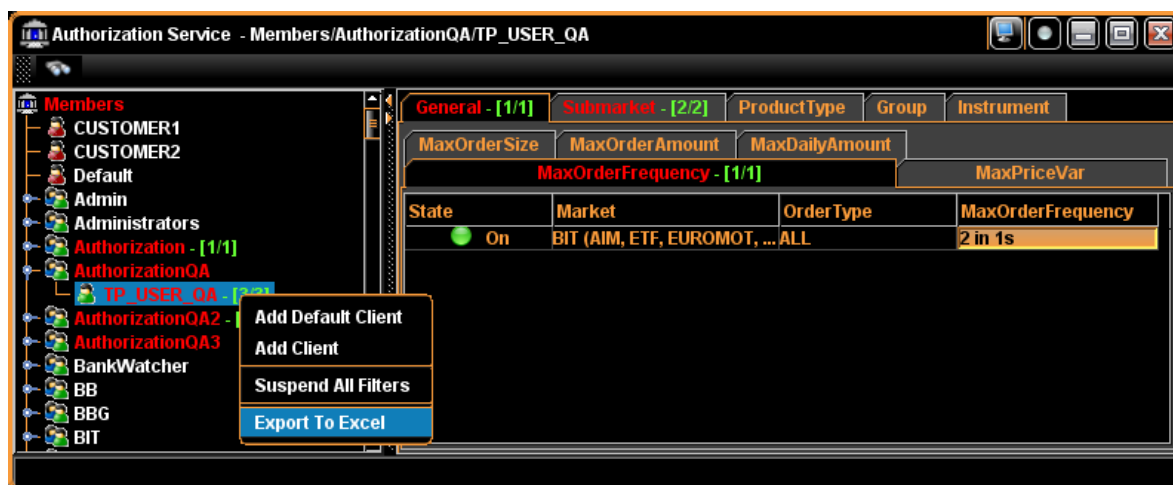 Authorization Service - Members/AuthorizationQA/TP_USER_QA
Members
CUSTOMER1
CUSTOMER2
Default
Admin
Administrators
Authorization - [1/1]
AuthorizationQA
TP_USER_QA - [3/3]
AuthorizationQA2 - [
AuthorizationQA3
BankWatcher
BB
BBG
BIT
Add Default Client
Add Client
Suspend All Filters
Export To Excel
General - [1/1] Submarket - [2/2] ProductType Group Instrument
MaxOrderSize MaxOrderAmount MaxDailyAmount
MaxOrderFrequency - [1/1] MaxPriceVar
State Market OrderType MaxOrderFrequency
On BIT (AIM, ETF, EUROMOT, ... ALL 2 in 1s